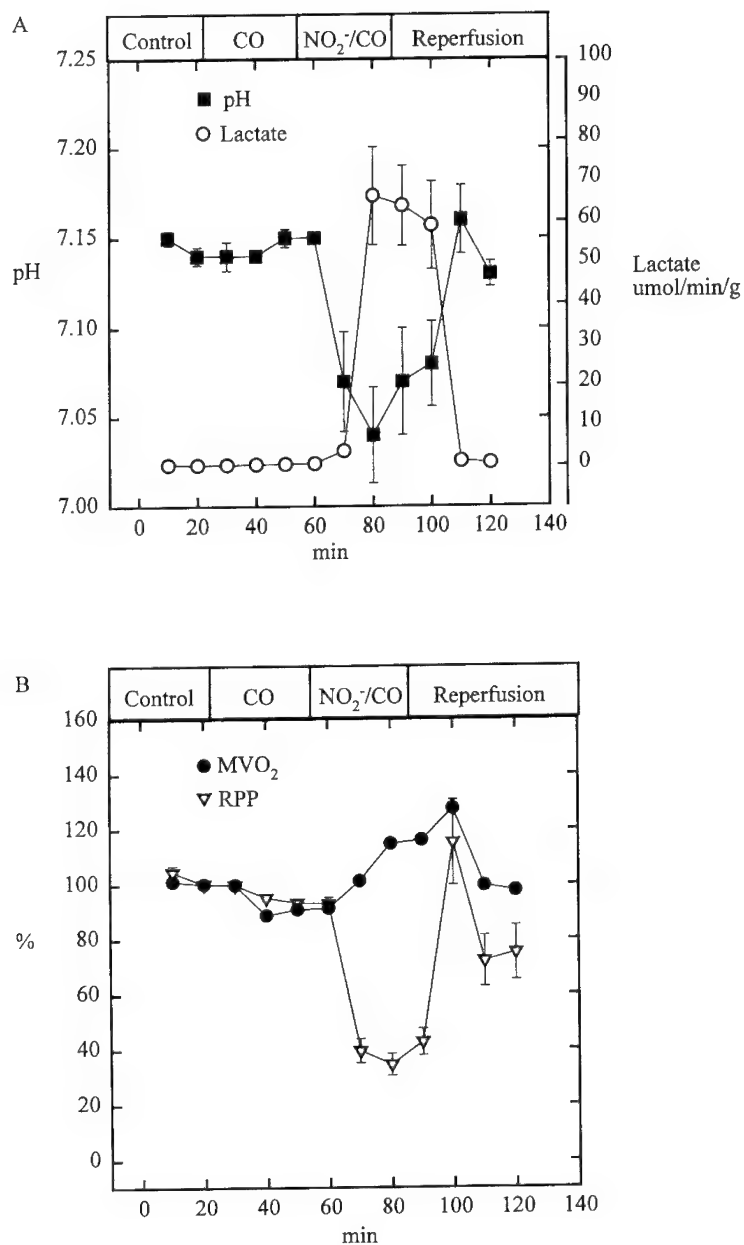 A
Control CO NO₂⁻/CO Reperfusion
7.25
7.20
7.15
7.10
7.05
7.00
pH
pH
Lactate
100
90
80
70
60
50
40
30
20
10
0
Lactate
umol/min/g
0 20 40 60 80 100 120 140
min
B
Control CO NO₂⁻/CO Reperfusion
160
140
120
100
80
60
40
20
0
%
MVO₂
RPP
0 20 40 60 80 100 120 140
min